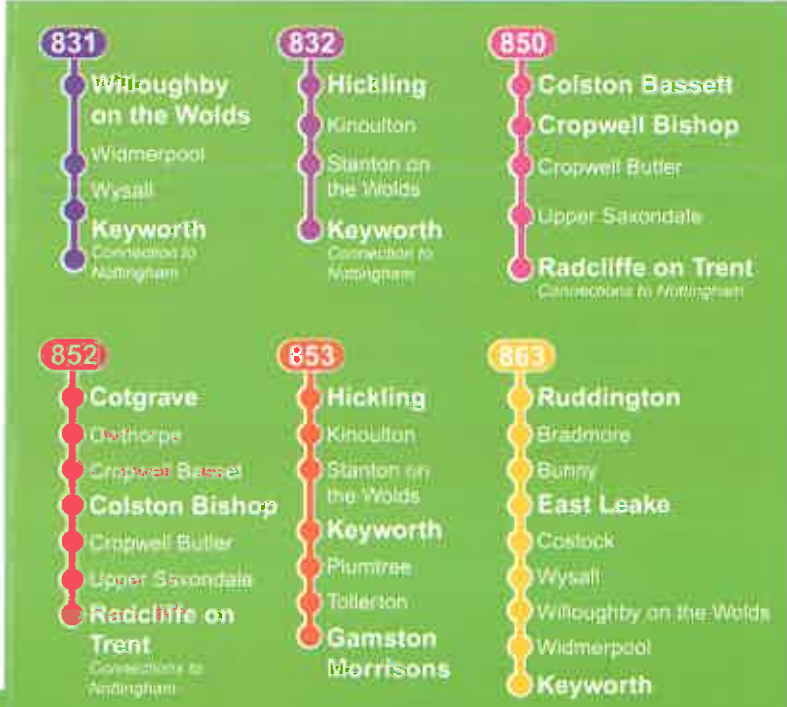 831
Willoughby
on the Wolds
Widmerpool
Wysall
Keyworth
Connection to
Nottingham
832
Hickling
Kinoulton
Stanton on
the Wolds
Keyworth
Connection to
Nottingham
850
Colston Bassett
Cropwell Bishop
Cropwell Butler
Upper Saxondale
Radcliffe on Trent
Connections to Nottingham
852
Cotgrave
Owthorpe
Cropwell Basset
Colston Bishop
Cropwell Butler
Upper Saxondale
Radcliffe on
Trent
Connections to
Nottingham
853
Hickling
Kinoulton
Stanton on
the Wolds
Keyworth
Plumtree
Tollerton
Gamston
Morrisons
863
Ruddington
Bradmore
Bunny
East Leake
Costock
Wysall
Willoughby on the Wolds
Widmerpool
Keyworth